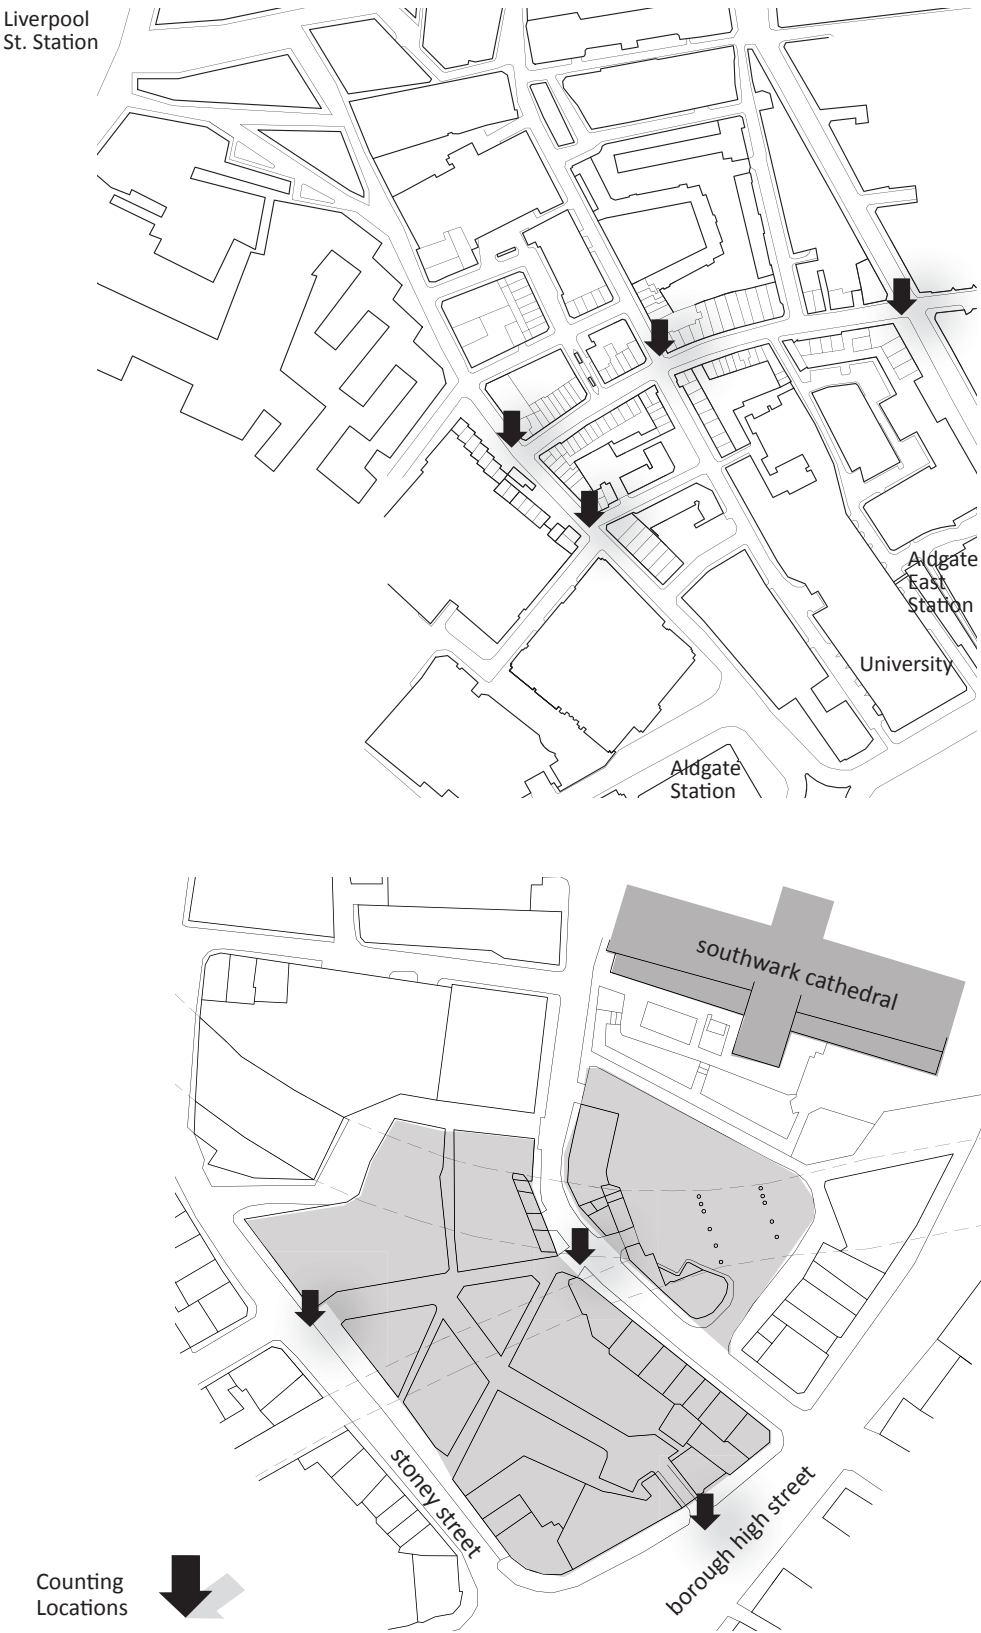 Liverpool
St. Station
Aldgate
East
Station
University
Aldgate
Station
southwark cathedral
stoney street
borough high street
Counting
Locations